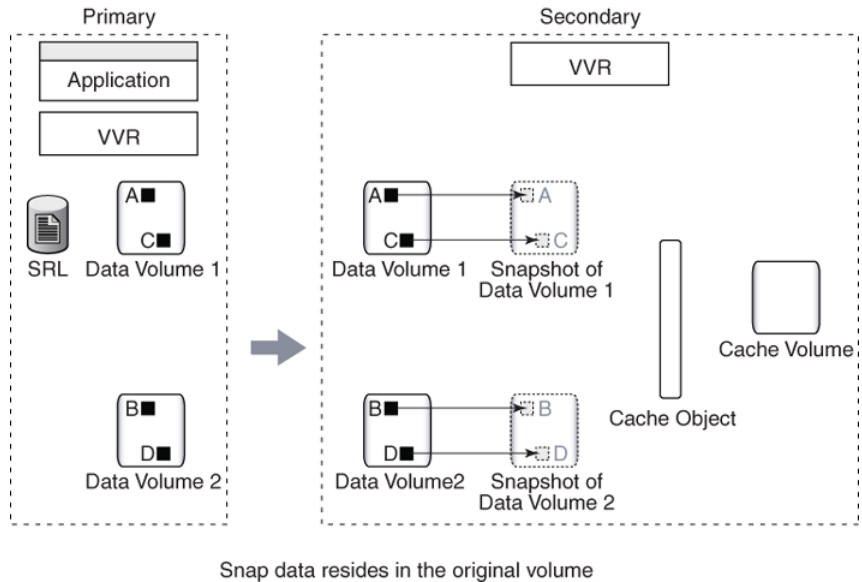 Primary
Secondary
Application
VVR
VVR
A
C
SRL
Data Volume 1
A
C
Data Volume 1
A
C
Snapshot of
Data Volume 1
Cache Volume
Cache Object
B
D
Data Volume 2
B
D
Data Volume2
B
D
Snapshot of
Data Volume 2
Snap data resides in the original volume